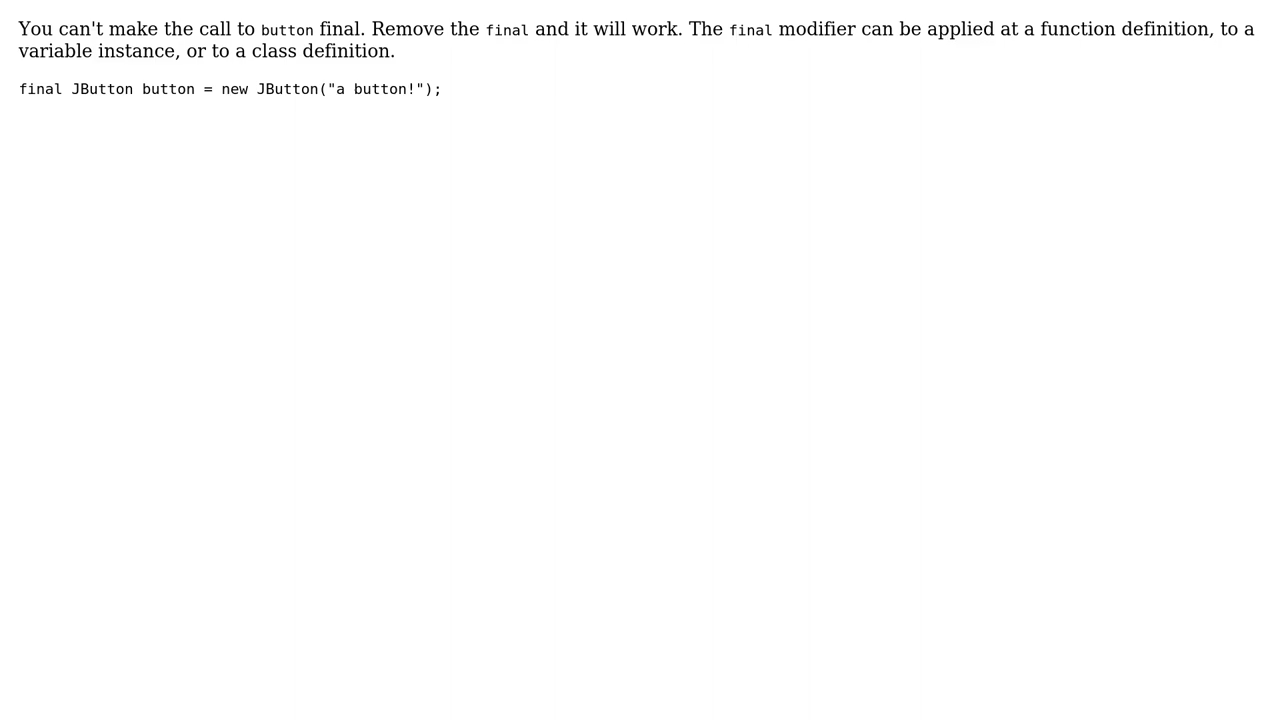 You can't make the call to button final. Remove the final and it will work. The final modifier can be applied at a function definition, to a
variable instance, or to a class definition.
final JButton button = new JButton("a button!");